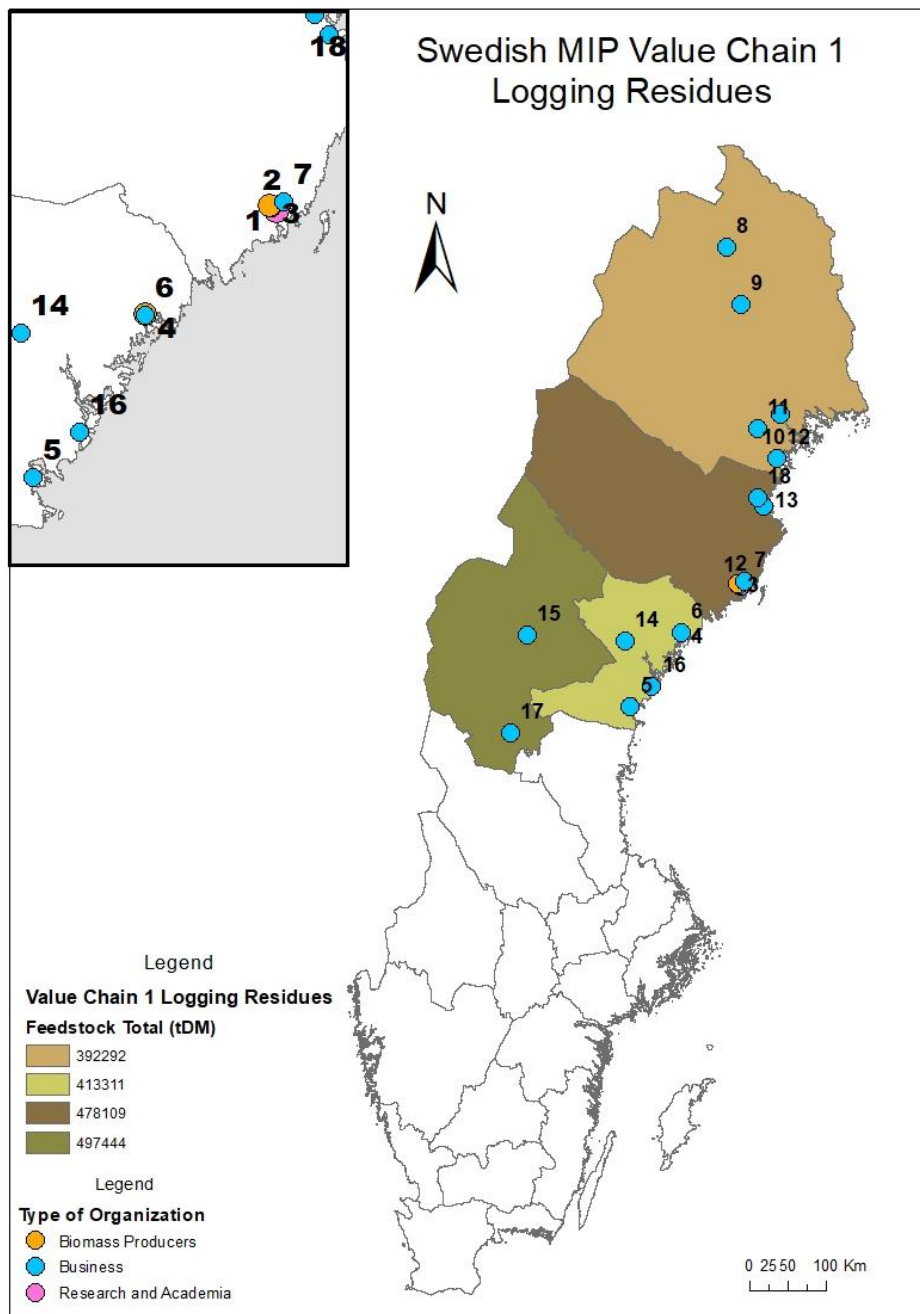 Swedish MIP Value Chain 1
Logging Residues
18
2
7
1
3
6
14
4
16
5
N
8
9
11
10
12
18
13
12
7
3
15
14
6
4
16
5
17
Legend
Value Chain 1 Logging Residues
Feedstock Total (tDM)
392292
413311
478109
497444
Legend
Type of Organization
Biomass Producers
Business
Research and Academia
0 25 50 100 Km